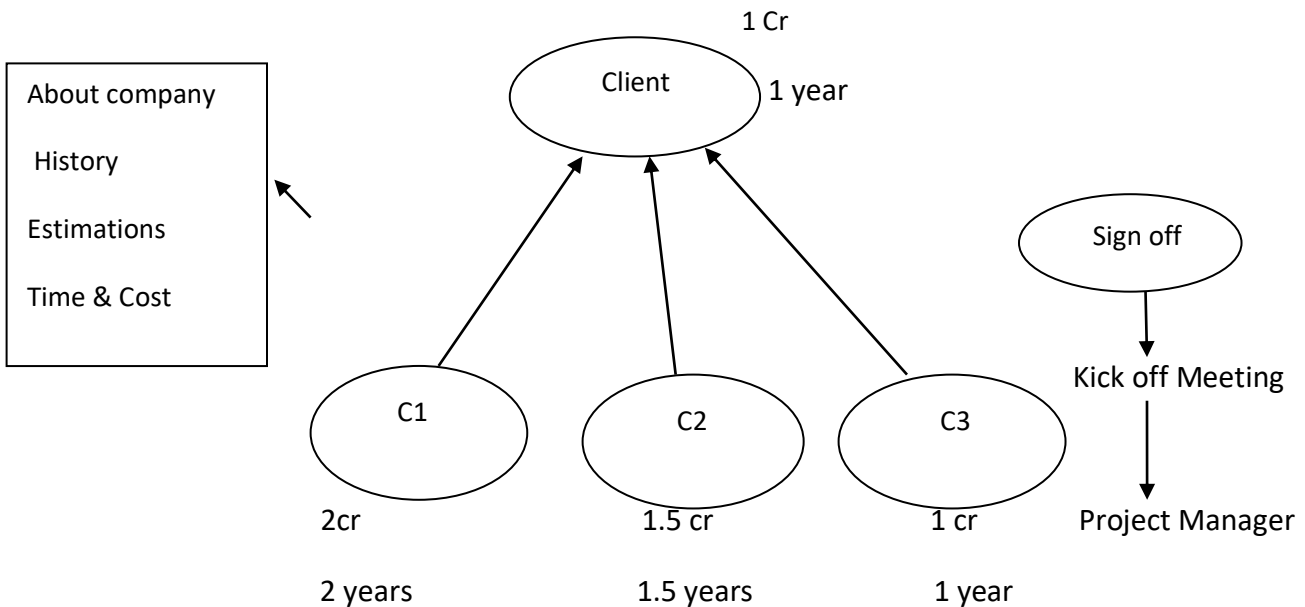 1 Cr
Client
1 year
About company
History
Estimations
Time & Cost
Sign off
Kick off Meeting
C1
C2
C3
2cr
1.5 cr
1 cr
Project Manager
2 years
1.5 years
1 year